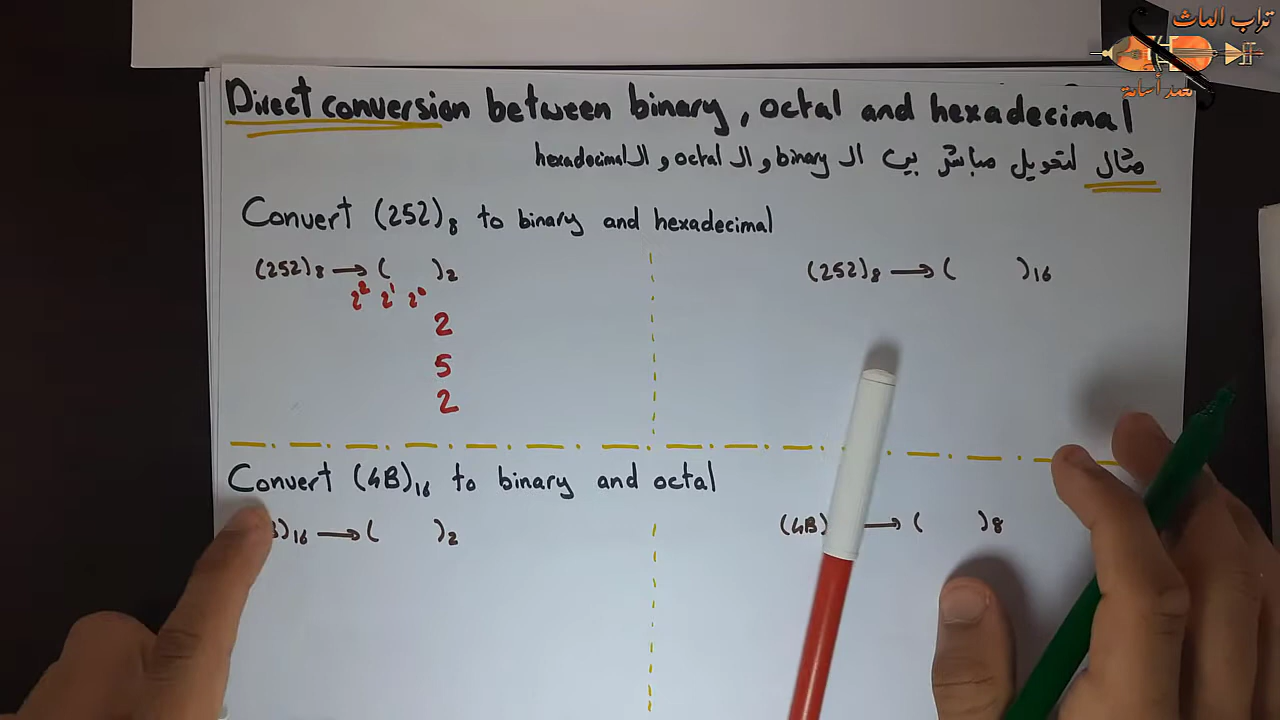 تراب الماث
Direct conversion between binary, octal and hexadecimal
مثال لتحويل مباشر بين ال binary و ال octal و ال hexadecimal
Convert (252)₈ to binary and hexadecimal
(252)₈ → ( )₂
(252)₈ → ( )₁₆
2² 2¹ 2⁰
2
5
2
Convert (4B)₁₆ to binary and octal
)₁₆ → ( )₂
(4B) → ( )₈